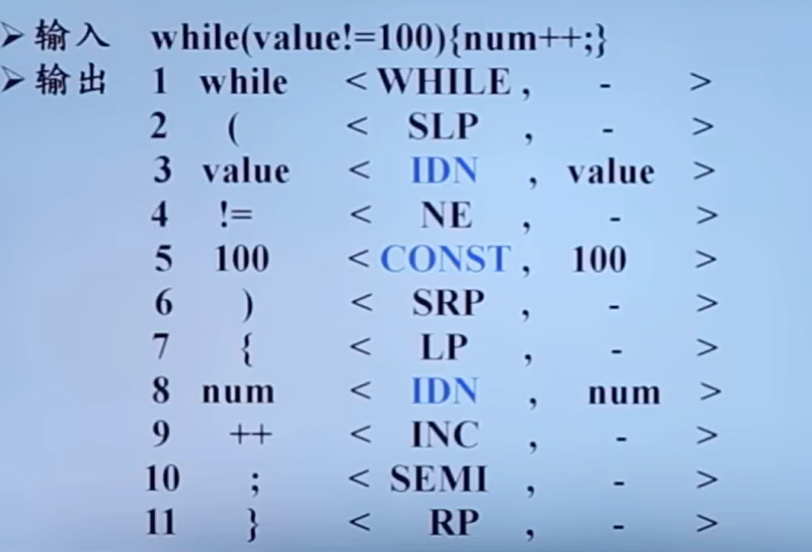 ➢ 输入 while(value!=100){num++;}
➢ 输出 1 while < WHILE , - >
2 ( < SLP , - >
3 value < IDN , value >
4 != < NE , - >
5 100 < CONST , 100 >
6 ) < SRP , - >
7 { < LP , - >
8 num < IDN , num >
9 ++ < INC , - >
10 ; < SEMI , - >
11 } < RP , - >